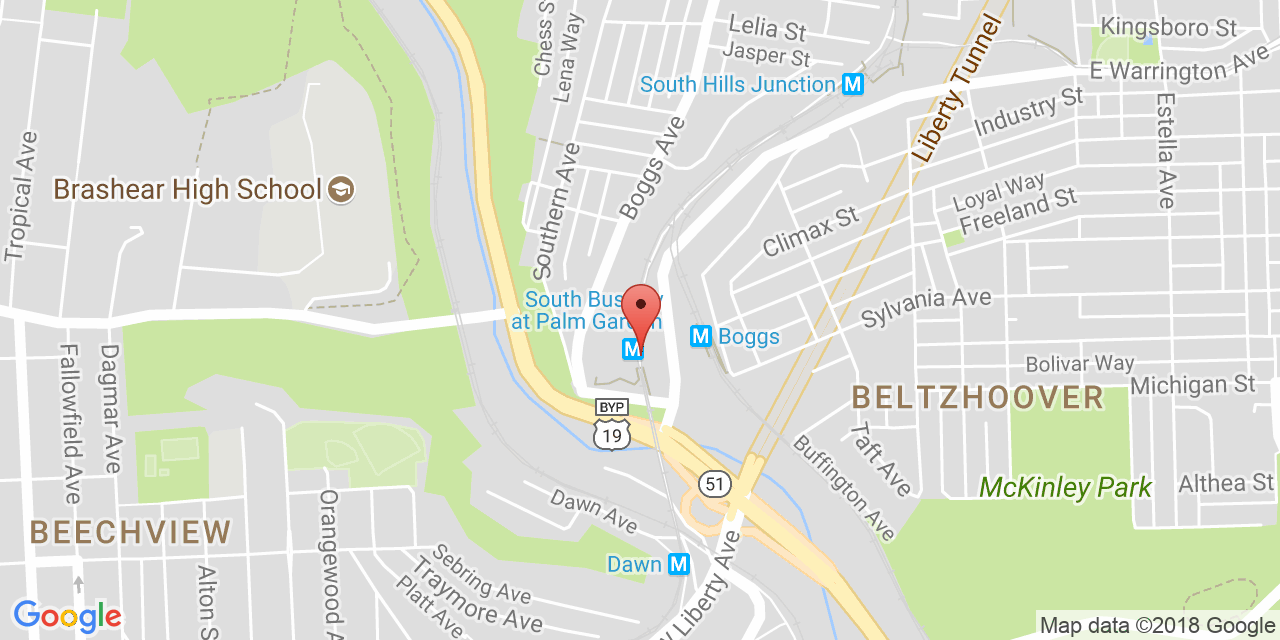 Chess S
Lena Way
Lelia St
Jasper St
Kingsboro St
E Warrington Ave
South Hills Junction
M
Liberty Tunnel
Industry St
Estella Ave
Tropical Ave
Brashear High School
Boggs Ave
Southern Ave
Loyal Way
Freeland St
Climax St
Sylvania Ave
South Bus y
at Palm Garden
M
M
Boggs
Fallowfield Ave
Dagmar Ave
Bolivar Way
Michigan St
BELTZHOOVER
BYP
19
Taft Ave
Buffington Ave
51
McKinley Park
Althea St
BEECHVIEW
Orangewood A
Dawn Ave
Alton S
Sebring Ave
Traymore Ave
Platt Ave
Dawn
M
W Liberty Ave
Google
Map data ©2018 Google